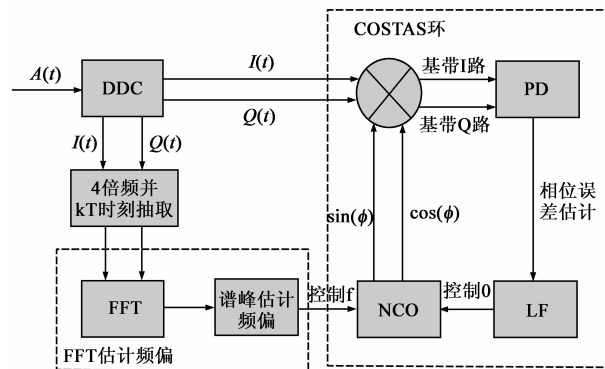 COSTAS环
A(t)
DDC
I(t)
Q(t)
基带I路
基带Q路
PD
I(t)
Q(t)
4倍频并
kT时刻抽取
sin(ϕ)
cos(ϕ)
相位误
差估计
FFT
谱峰估计
频偏
控制f
NCO
控制0
LF
FFT估计频偏